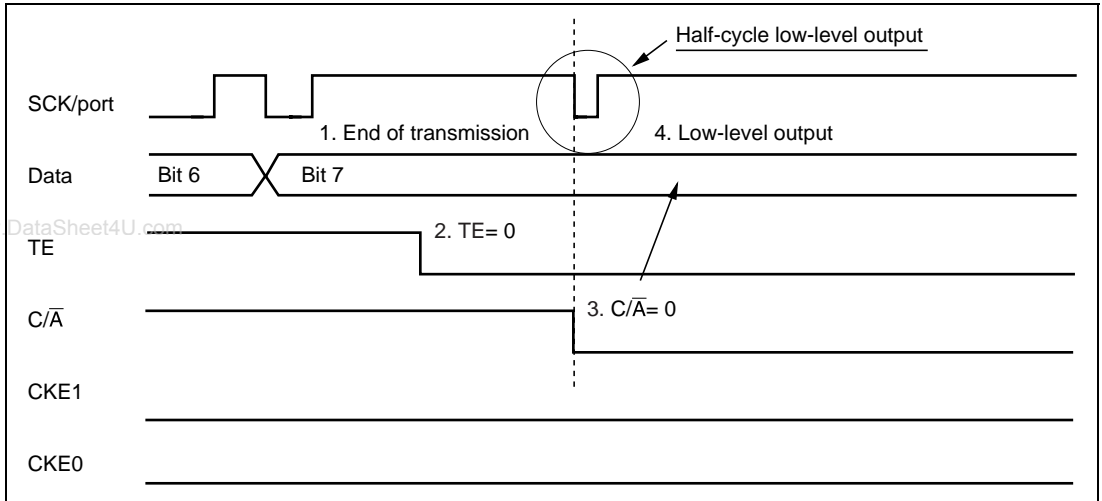 Half-cycle low-level output
SCK/port
1. End of transmission
4. Low-level output
Data
Bit 6
Bit 7
.DataSheet4U.com
TE
2. TE= 0
C/A̅
3. C/A̅= 0
CKE1
CKE0